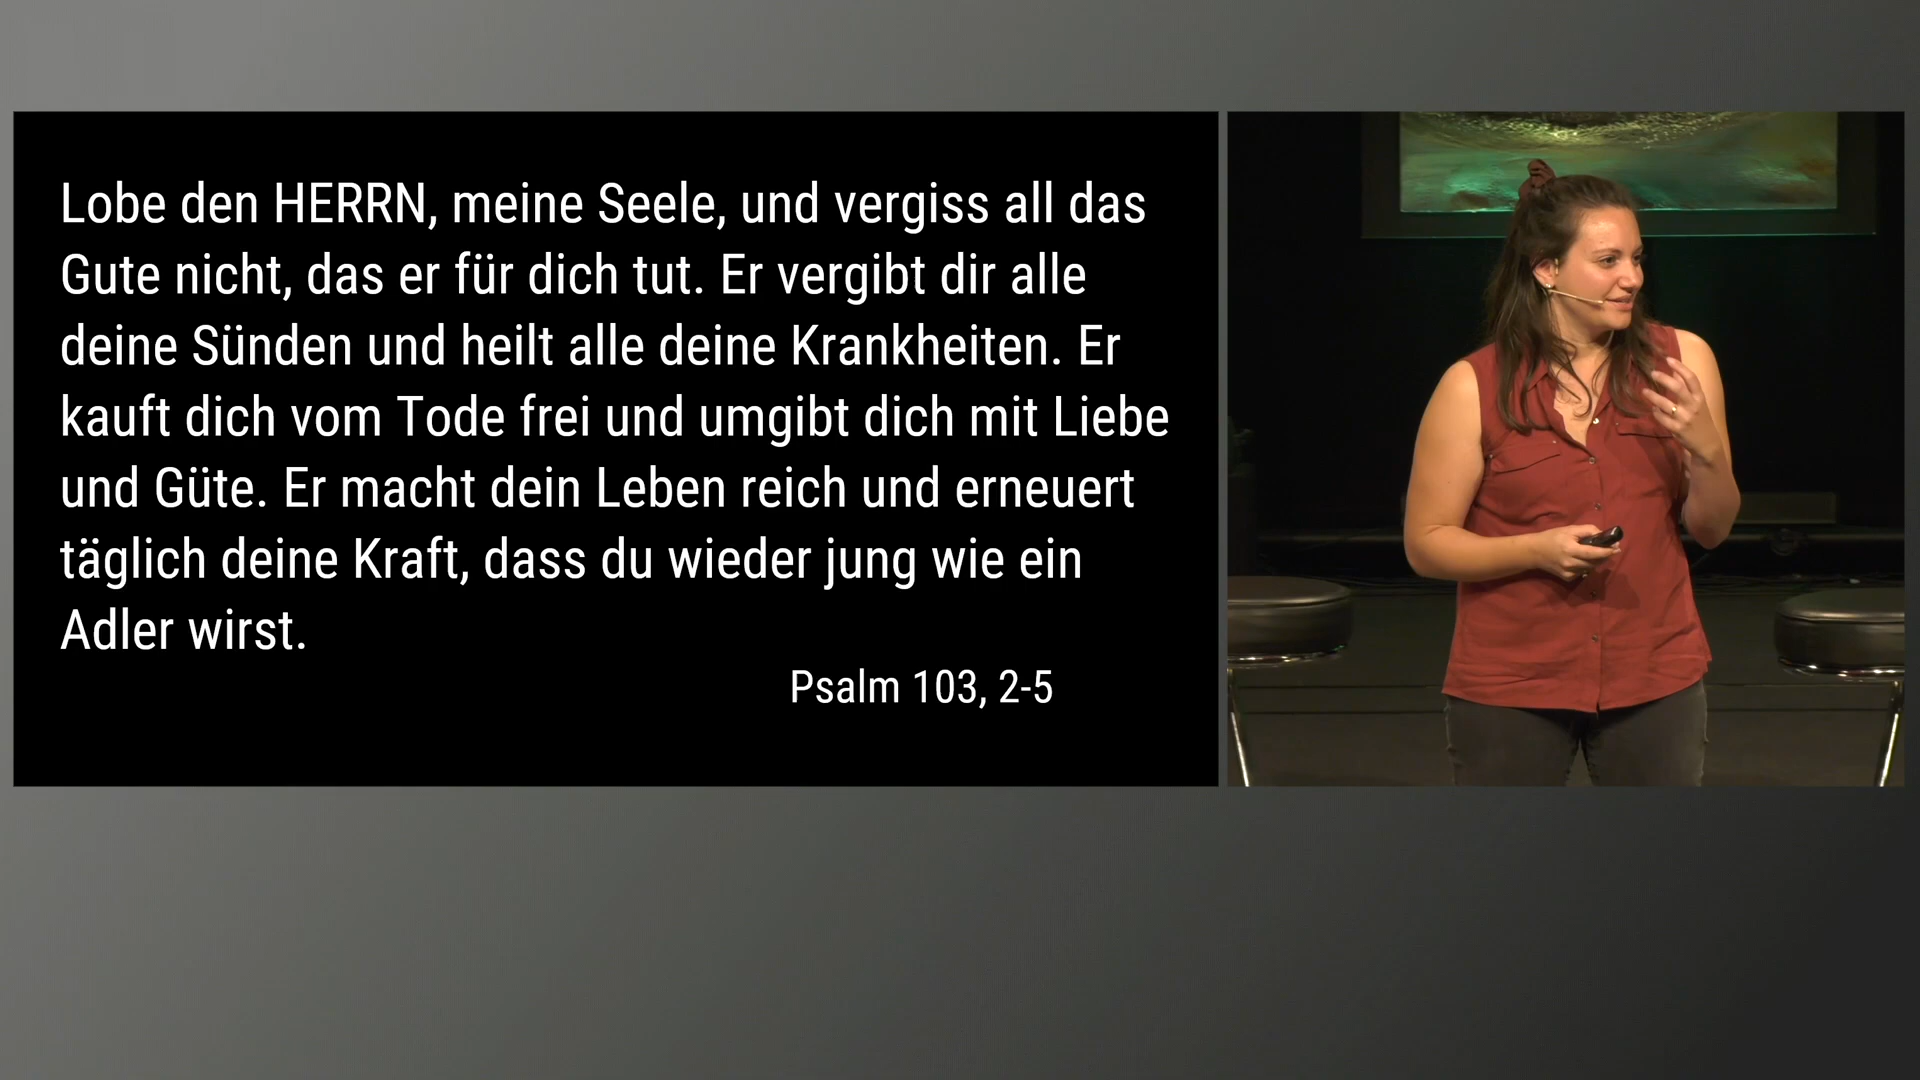 Lobe den HERRN, meine Seele, und vergiss all das
Gute nicht, das er für dich tut. Er vergibt dir alle
deine Sünden und heilt alle deine Krankheiten. Er
kauft dich vom Tode frei und umgibt dich mit Liebe
und Güte. Er macht dein Leben reich und erneuert
täglich deine Kraft, dass du wieder jung wie ein
Adler wirst.
Psalm 103, 2-5